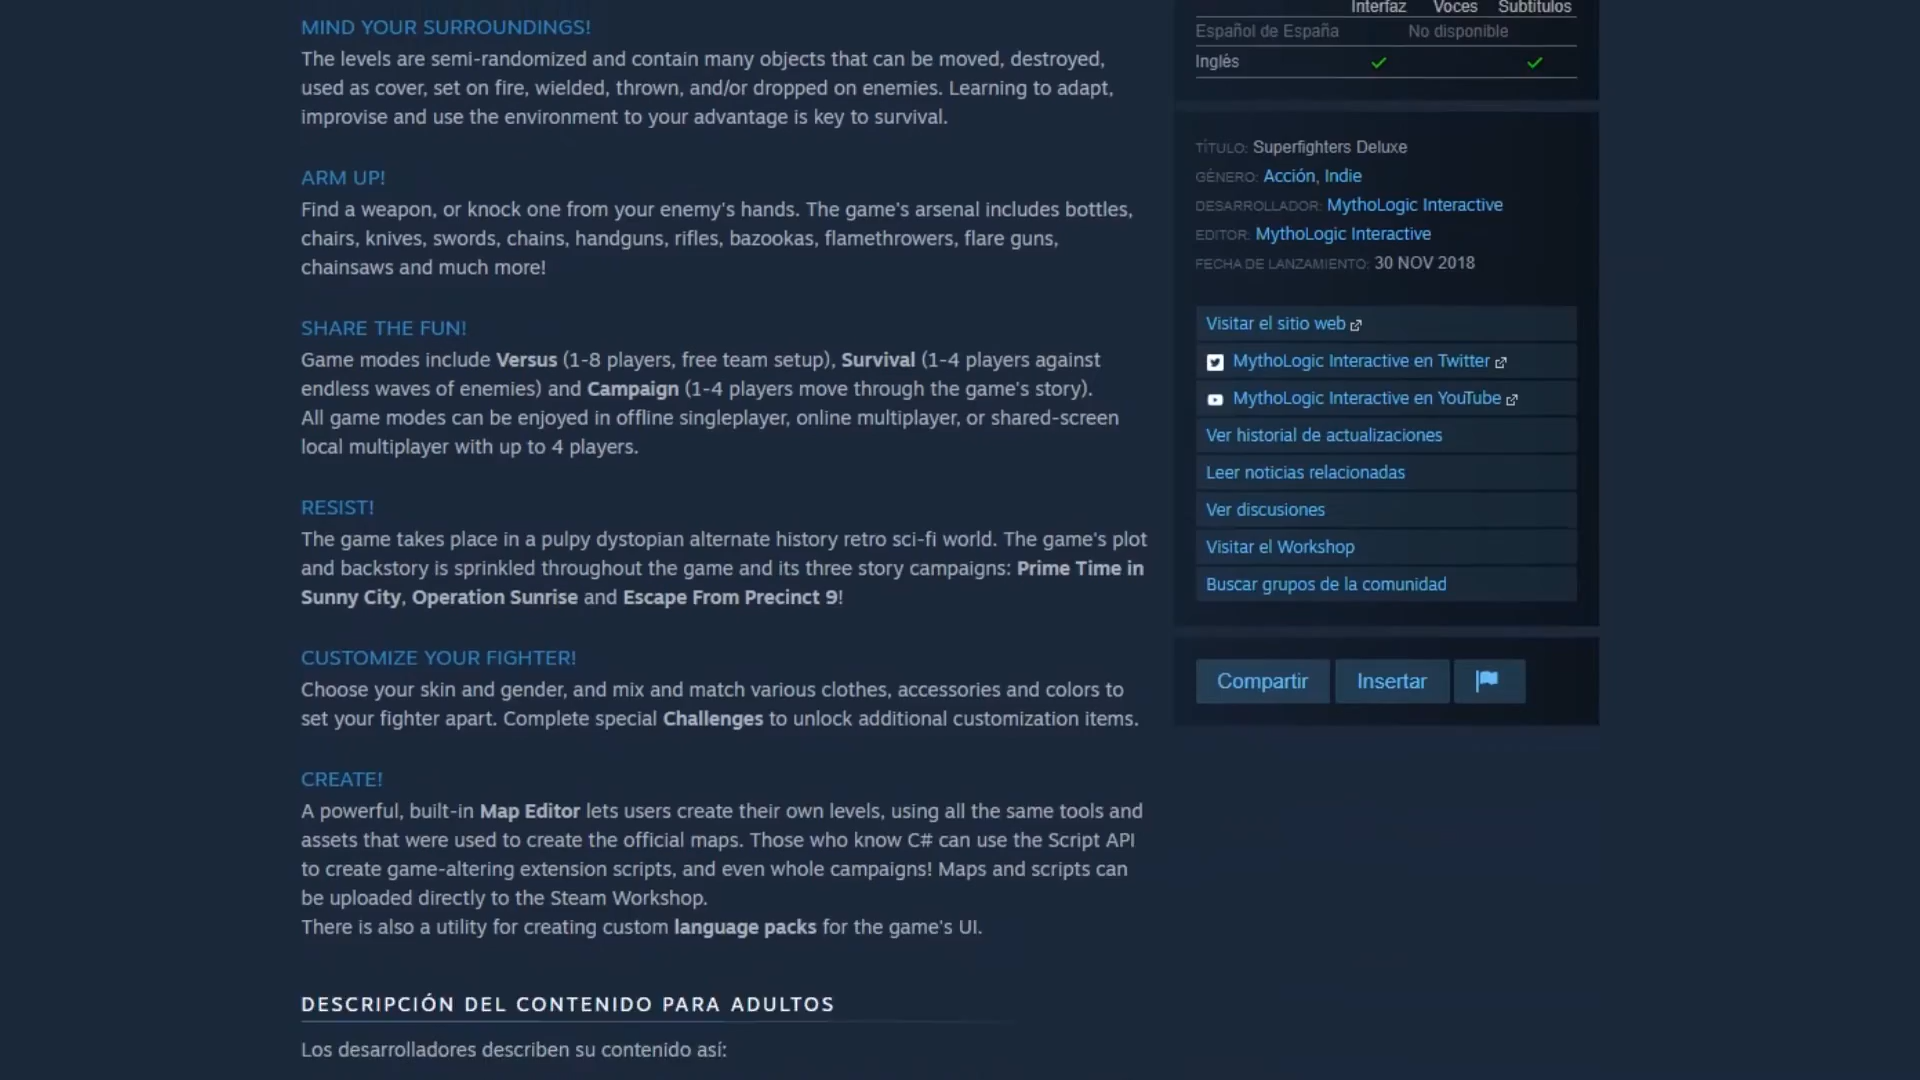 MIND YOUR SURROUNDINGS!
The levels are semi-randomized and contain many objects that can be moved, destroyed,
used as cover, set on fire, wielded, thrown, and/or dropped on enemies. Learning to adapt,
improvise and use the environment to your advantage is key to survival.
ARM UP!
Find a weapon, or knock one from your enemy's hands. The game's arsenal includes bottles,
chairs, knives, swords, chains, handguns, rifles, bazookas, flamethrowers, flare guns,
chainsaws and much more!
SHARE THE FUN!
Game modes include Versus (1-8 players, free team setup), Survival (1-4 players against
endless waves of enemies) and Campaign (1-4 players move through the game's story).
All game modes can be enjoyed in offline singleplayer, online multiplayer, or shared-screen
local multiplayer with up to 4 players.
RESIST!
The game takes place in a pulpy dystopian alternate history retro sci-fi world. The game's plot
and backstory is sprinkled throughout the game and its three story campaigns: Prime Time in
Sunny City, Operation Sunrise and Escape From Precinct 9!
CUSTOMIZE YOUR FIGHTER!
Choose your skin and gender, and mix and match various clothes, accessories and colors to
set your fighter apart. Complete special Challenges to unlock additional customization items.
CREATE!
A powerful, built-in Map Editor lets users create their own levels, using all the same tools and
assets that were used to create the official maps. Those who know C# can use the Script API
to create game-altering extension scripts, and even whole campaigns! Maps and scripts can
be uploaded directly to the Steam Workshop.
There is also a utility for creating custom language packs for the game's UI.
DESCRIPCIÓN DEL CONTENIDO PARA ADULTOS
Los desarrolladores describen su contenido así:
Interfaz Voces Subtítulos
Español de España No disponible
Inglés
TÍTULO: Superfighters Deluxe
GÉNERO: Acción, Indie
DESARROLLADOR: MythoLogic Interactive
EDITOR: MythoLogic Interactive
FECHA DE LANZAMIENTO: 30 NOV 2018
Visitar el sitio web
MythoLogic Interactive en Twitter
MythoLogic Interactive en YouTube
Ver historial de actualizaciones
Leer noticias relacionadas
Ver discusiones
Visitar el Workshop
Buscar grupos de la comunidad
Compartir Insertar